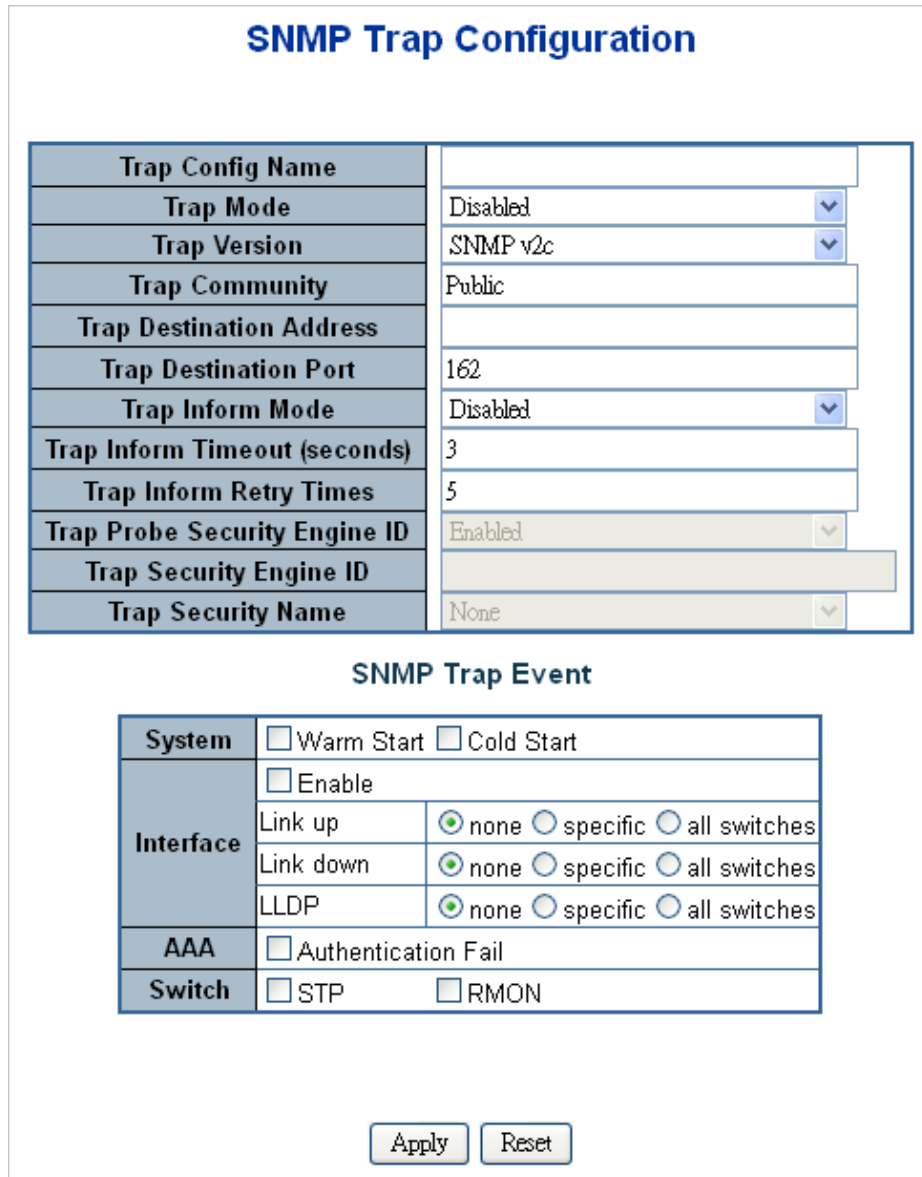 SNMP Trap Configuration
Trap Config Name
Trap Mode Disabled
Trap Version SNMP v2c
Trap Community Public
Trap Destination Address
Trap Destination Port 162
Trap Inform Mode Disabled
Trap Inform Timeout (seconds) 3
Trap Inform Retry Times 5
Trap Probe Security Engine ID Enabled
Trap Security Engine ID
Trap Security Name None
SNMP Trap Event
System Warm Start Cold Start
Interface Enable
Link up none specific all switches
Link down none specific all switches
LLDP none specific all switches
AAA Authentication Fail
Switch STP RMON
Apply Reset